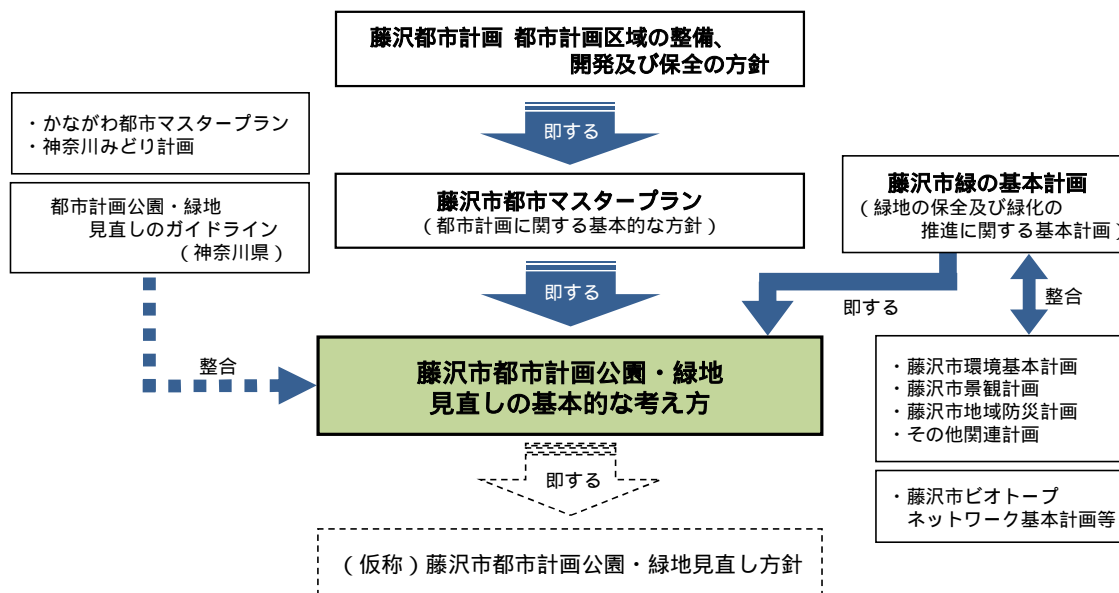 藤沢都市計画 都市計画区域の整備、
開発及び保全の方針
即する
・かながわ都市マスタープラン
・神奈川みどり計画
都市計画公園・緑地
見直しのガイドライン
（神奈川県）
藤沢市都市マスタープラン
（都市計画に関する基本的な方針）
藤沢市緑の基本計画
（緑地の保全及び緑化の
推進に関する基本計画）
即する
即する
整合
整合
藤沢市都市計画公園・緑地
見直しの基本的な考え方
・藤沢市環境基本計画
・藤沢市景観計画
・藤沢市地域防災計画
・その他関連計画
・藤沢市ビオトープ
ネットワーク基本計画等
即する
（仮称）藤沢市都市計画公園・緑地見直し方針